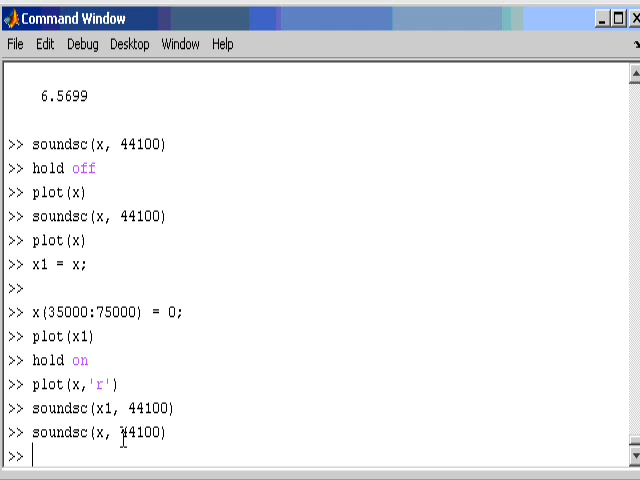 Command Window
File Edit Debug Desktop Window Help
6.5699
>> soundsc(x, 44100)
>> hold off
>> plot(x)
>> soundsc(x, 44100)
>> plot(x)
>> x1 = x;
>>
>> x(35000:75000) = 0;
>> plot(x1)
>> hold on
>> plot(x,'r')
>> soundsc(x1, 44100)
>> soundsc(x, 44100)
>>